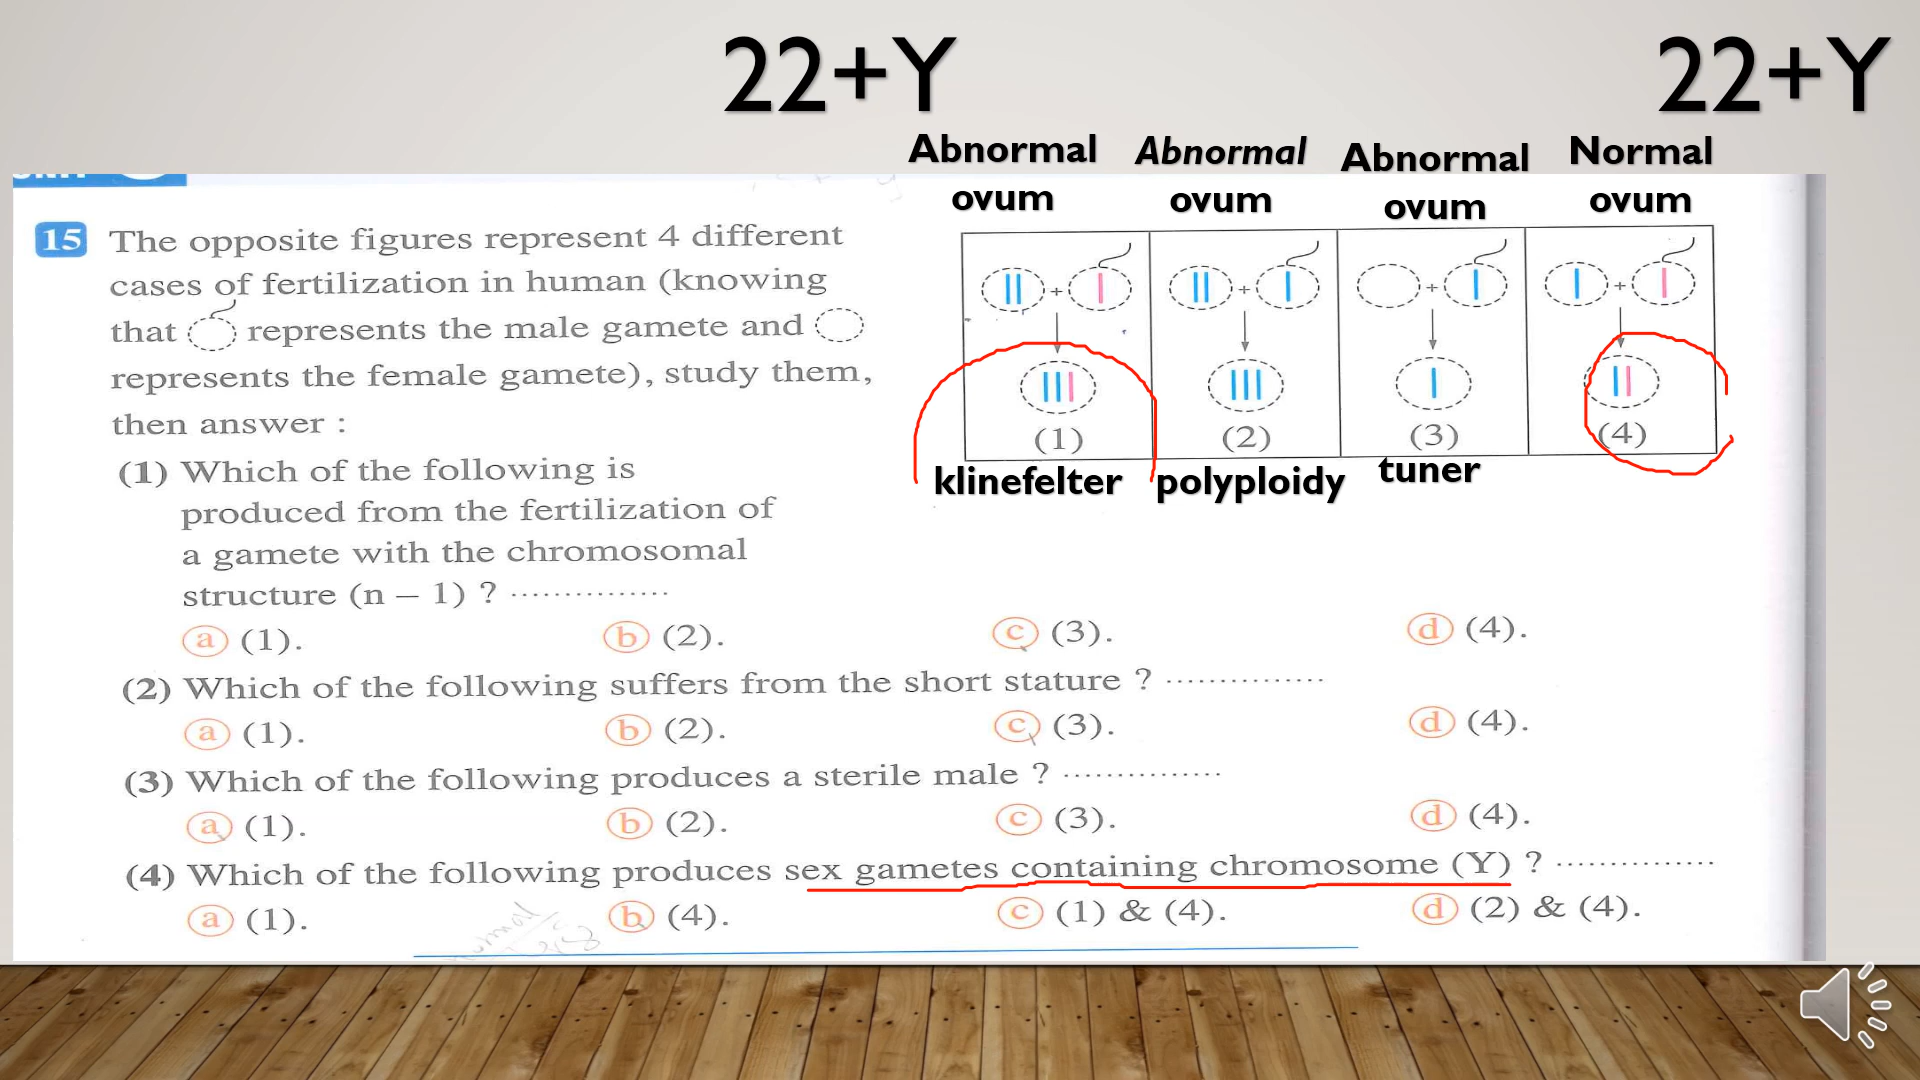 22+Y
22+Y
Abnormal ovum
Abnormal ovum
Abnormal ovum
Normal ovum
15 The opposite figures represent 4 different
cases of fertilization in human (knowing
that represents the male gamete and
represents the female gamete), study them,
then answer :
+
+
+
+
(1)
(2)
(3)
(4)
klinefelter
polyploidy
tuner
(1) Which of the following is
produced from the fertilization of
a gamete with the chromosomal
structure (n – 1) ? ...............
a (1). b (2). c (3). d (4).
(2) Which of the following suffers from the short stature ? ...............
a (1). b (2). c (3). d (4).
(3) Which of the following produces a sterile male ? ...............
a (1). b (2). c (3). d (4).
(4) Which of the following produces sex gametes containing chromosome (Y) ? ...............
a (1). b (4). c (1) & (4). d (2) & (4).